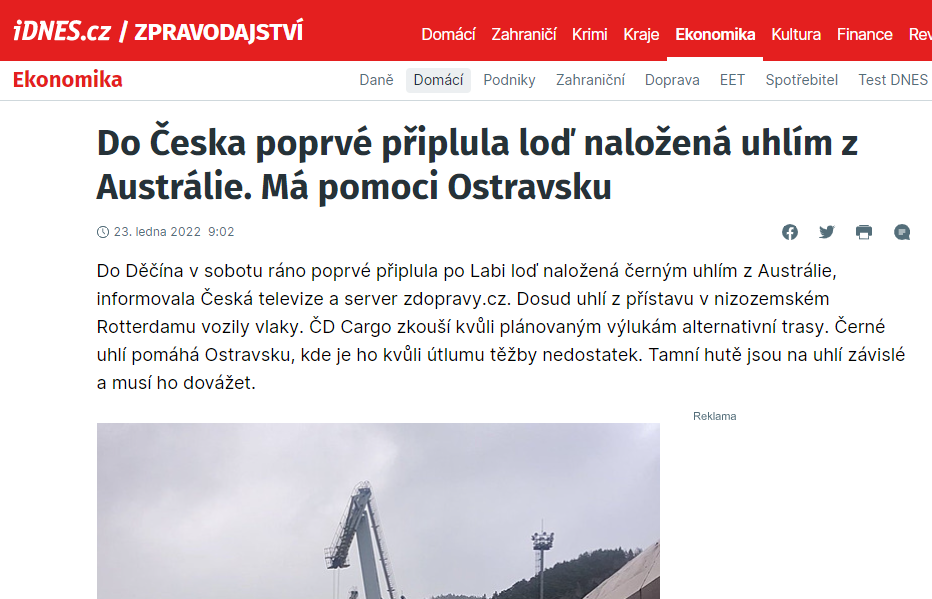 iDNES.cz / ZPRAVODAJSTVÍ
Domácí Zahraničí Krimi Kraje Ekonomika Kultura Finance
Ekonomika
Daně Domácí Podniky Zahraniční Doprava EET Spotřebitel Test DNES
Do Česka poprvé připlula loď naložená uhlím z
Austrálie. Má pomoci Ostravsku
23. ledna 2022 9:02
Do Děčína v sobotu ráno poprvé připlula po Labi loď naložená černým uhlím z Austrálie,
informovala Česká televize a server zdopravy.cz. Dosud uhlí z přístavu v nizozemském
Rotterdamu vozily vlaky. ČD Cargo zkouší kvůli plánovaným výlukám alternativní trasy. Černé
uhlí pomáhá Ostravsku, kde je ho kvůli útlumu těžby nedostatek. Tamní hutě jsou na uhlí závislé
a musí ho dovážet.
Reklama